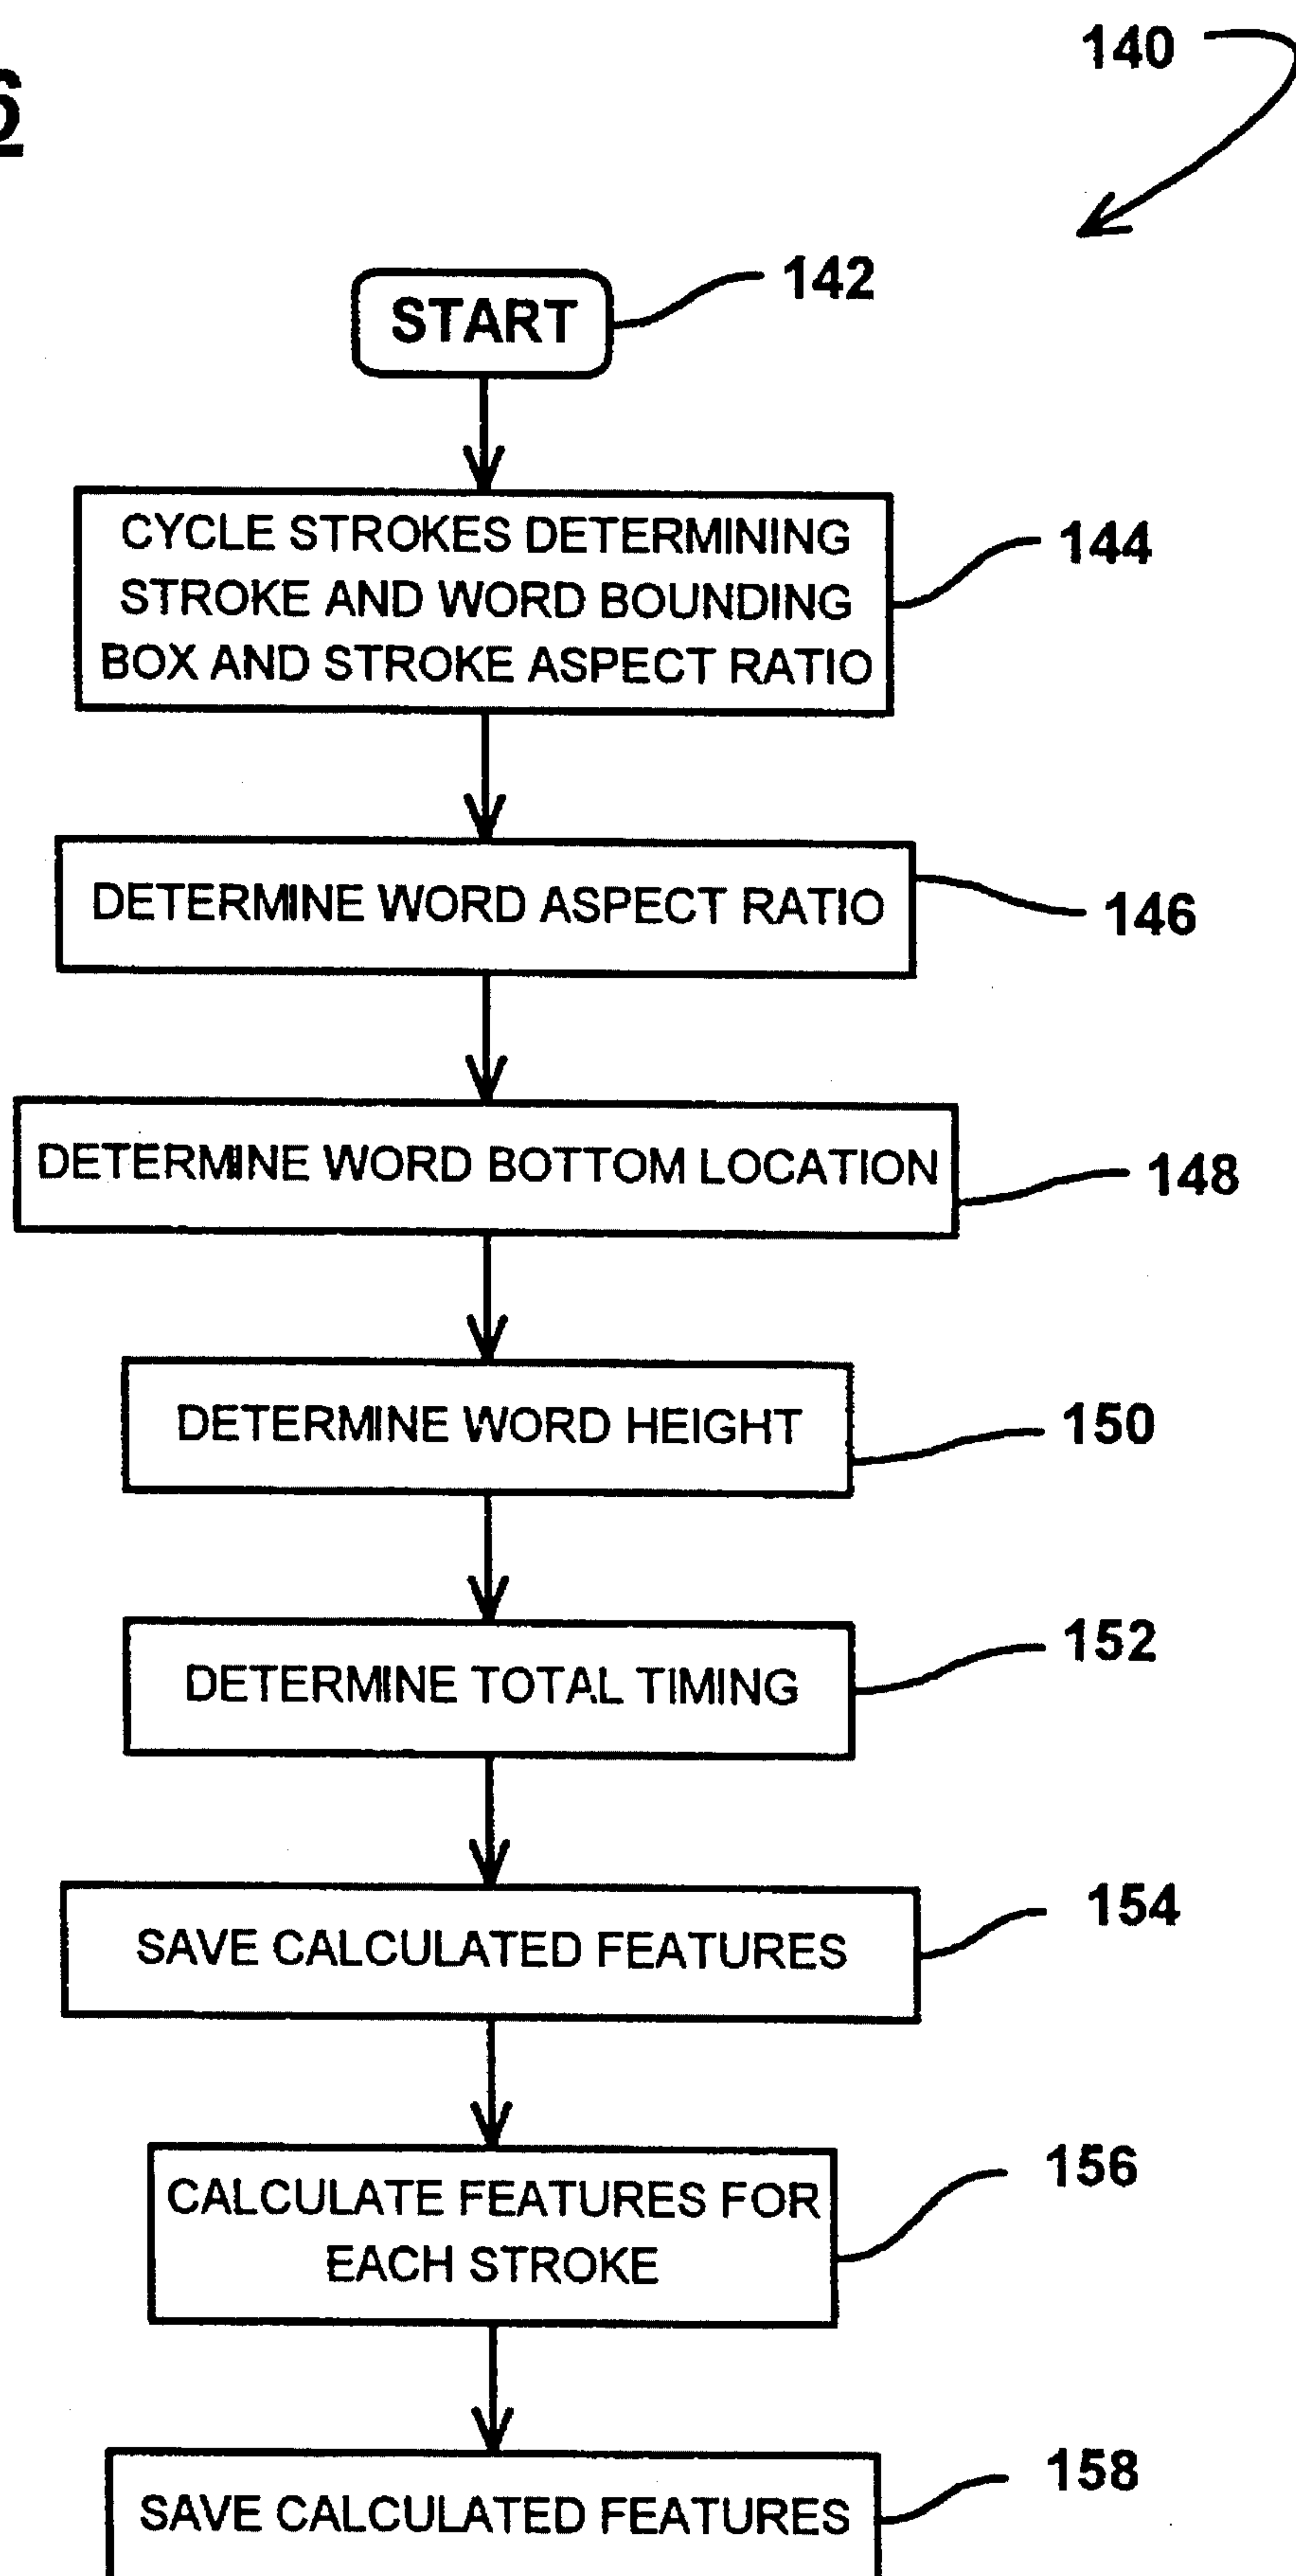 140
142
START
CYCLE STROKES DETERMINING
STROKE AND WORD BOUNDING
BOX AND STROKE ASPECT RATIO
144
DETERMINE WORD ASPECT RATIO
146
DETERMINE WORD BOTTOM LOCATION
148
DETERMINE WORD HEIGHT
150
DETERMINE TOTAL TIMING
152
SAVE CALCULATED FEATURES
154
CALCULATE FEATURES FOR
EACH STROKE
156
SAVE CALCULATED FEATURES
158